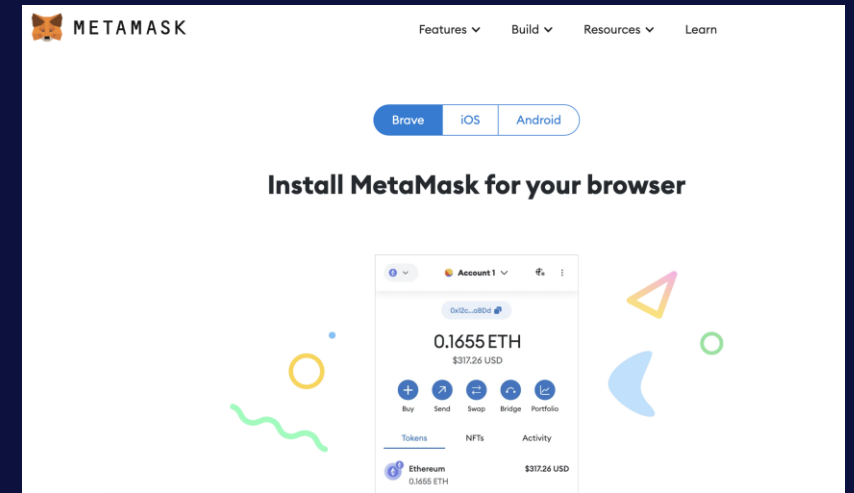 METAMASK Features Build Resources Learn
Brave iOS Android
Install MetaMask for your browser
Account 1
0x12c...a8Dd
0.1655 ETH
$317.26 USD
Buy Send Swap Bridge Portfolio
Tokens NFTs Activity
Ethereum $317.26 USD
0.1655 ETH